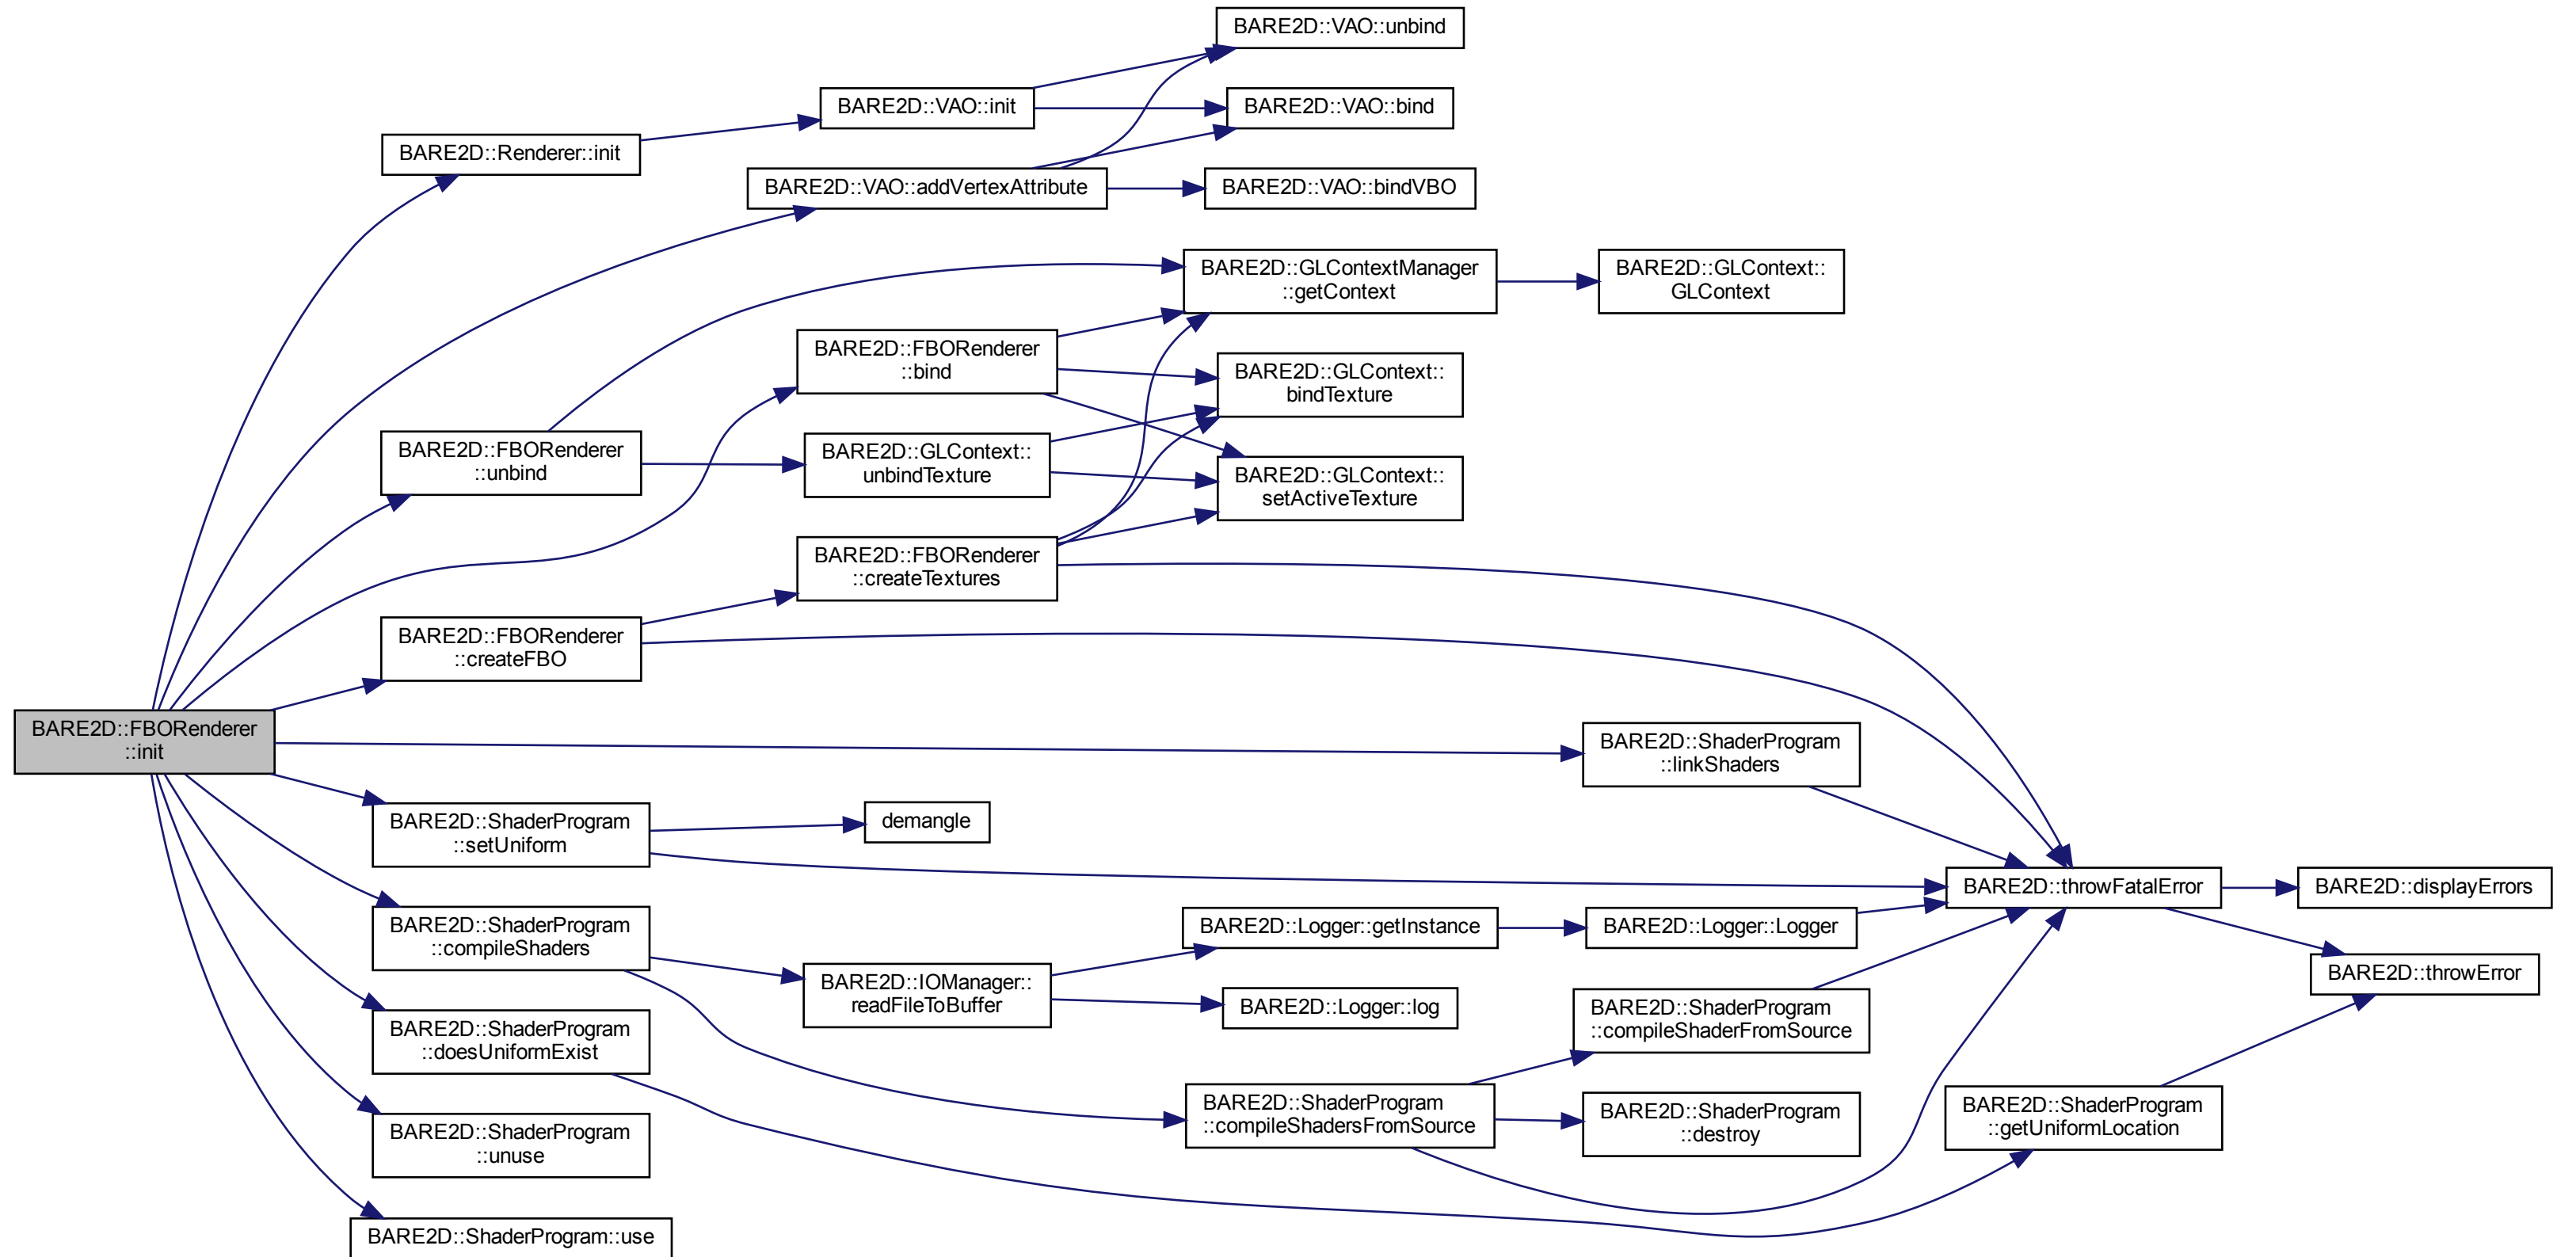 BARE2D::VAO::unbind
BARE2D::VAO::init
BARE2D::VAO::bind
BARE2D::Renderer::init
BARE2D::VAO::addVertexAttribute
BARE2D::VAO::bindVBO
BARE2D::GLContextManager
::getContext
BARE2D::GLContext::
GLContext
BARE2D::FBORenderer
::bind
BARE2D::GLContext::
bindTexture
BARE2D::FBORenderer
::unbind
BARE2D::GLContext::
unbindTexture
BARE2D::GLContext::
setActiveTexture
BARE2D::FBORenderer
::createTextures
BARE2D::FBORenderer
::createFBO
BARE2D::FBORenderer
::init
BARE2D::ShaderProgram
::linkShaders
BARE2D::ShaderProgram
::setUniform
demangle
BARE2D::throwFatalError
BARE2D::displayErrors
BARE2D::ShaderProgram
::compileShaders
BARE2D::Logger::getInstance
BARE2D::Logger::Logger
BARE2D::IOManager::
readFileToBuffer
BARE2D::throwError
BARE2D::Logger::log
BARE2D::ShaderProgram
::compileShaderFromSource
BARE2D::ShaderProgram
::doesUniformExist
BARE2D::ShaderProgram
::compileShadersFromSource
BARE2D::ShaderProgram
::destroy
BARE2D::ShaderProgram
::getUniformLocation
BARE2D::ShaderProgram
::unuse
BARE2D::ShaderProgram::use